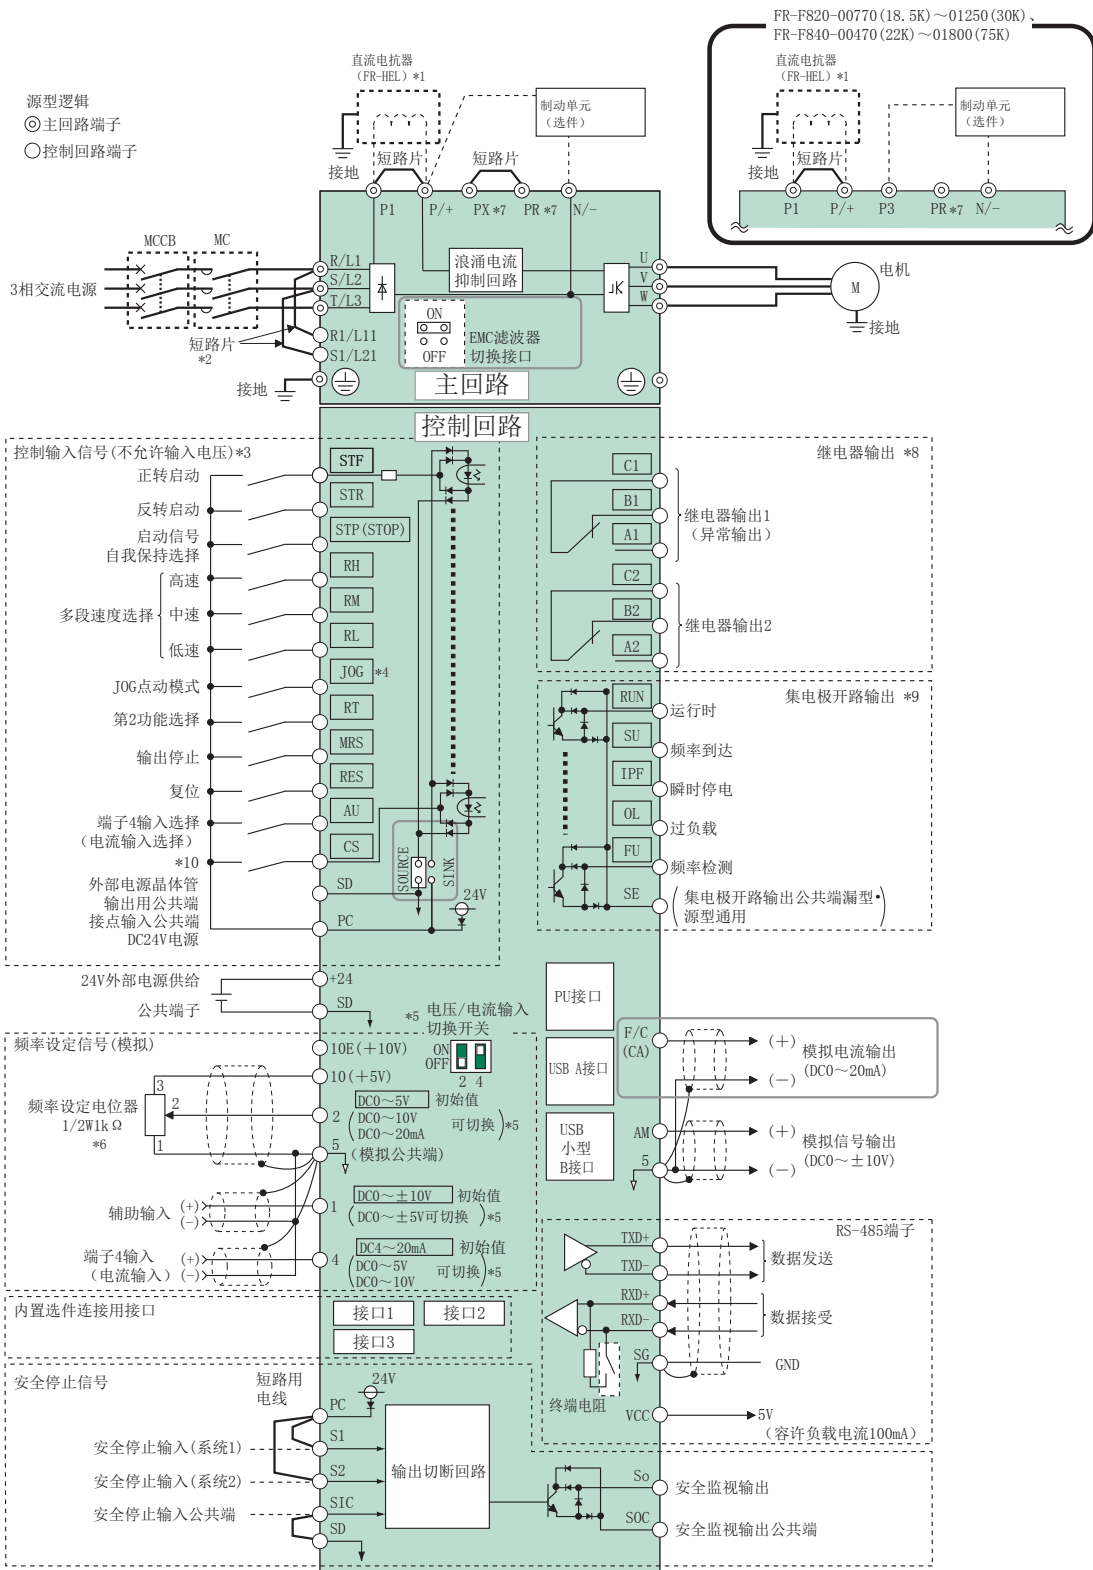 FR-F820-00770(18.5K)～01250(30K)、
FR-F840-00470(22K)～01800(75K)
直流电抗器
(FR-HEL) *1
制动单元
(选件)
接地
短路片
P1
P/+
P3
PR *7
N/-
源型逻辑
主回路端子
控制回路端子
直流电抗器
(FR-HEL) *1
制动单元
(选件)
接地
短路片
短路片
P1
P/+
PX *7
PR *7
N/-
MCCB
MC
3相交流电源
R/L1
S/L2
T/L3
R1/L11
S1/L21
短路片
*2
接地
浪涌电流
抑制回路
ON
OFF
EMC滤波器
切换接口
主回路
U
V
W
M
电机
接地
控制回路
控制输入信号(不允许输入电压)*3
正转启动
STF
反转启动
STR
启动信号
自我保持选择
STP(STOP)
多段速度选择
高速
RH
中速
RM
低速
RL
JOG点动模式
JOG *4
第2功能选择
RT
输出停止
MRS
复位
RES
端子4输入选择
(电流输入选择)
AU
*10
CS
外部电源晶体管
输出用公共端
接点输入公共端
DC24V电源
SD
PC
SOURCE
SINK
24V
继电器输出 *8
C1
B1
A1
继电器输出1
(异常输出)
C2
B2
A2
继电器输出2
集电极开路输出 *9
RUN
运行时
SU
频率到达
IPF
瞬时停电
OL
过负载
FU
频率检测
SE
(集电极开路输出公共端漏型•
源型通用)
24V外部电源供给
+24
公共端子
SD
*5 电压/电流输入
切换开关
ON
OFF
2 4
频率设定信号(模拟)
10E(＋10V)
10(＋5V)
3
2
1
频率设定电位器
1/2W1kΩ
*6
2
DC0～5V 初始值
(DC0～10V
DC0～20mA 可切换)*5
5
(模拟公共端)
辅助输入
(+)
(−)
1
DC0～±10V 初始值
(DC0～±5V可切换 )*5
端子4输入
(电流输入)
(+)
(−)
4
DC4～20mA 初始值
(DC0～5V
DC0～10V 可切换)*5
PU接口
USB A接口
USB
小型
B接口
F/C
(CA)
(＋)
模拟电流输出
(DC0～20mA)
(－)
AM
(＋)
模拟信号输出
(DC0～±10V)
5
(－)
RS-485端子
TXD+
TXD-
数据发送
RXD+
RXD-
数据接受
SG
GND
终端电阻
VCC
5V
(容许负载电流100mA)
内置选件连接用接口
接口1
接口2
接口3
安全停止信号
短路用
电线
24V
PC
安全停止输入(系统1)
S1
安全停止输入(系统2)
S2
安全停止输入公共端
SIC
SD
输出切断回路
So
安全监视输出
SOC
安全监视输出公共端